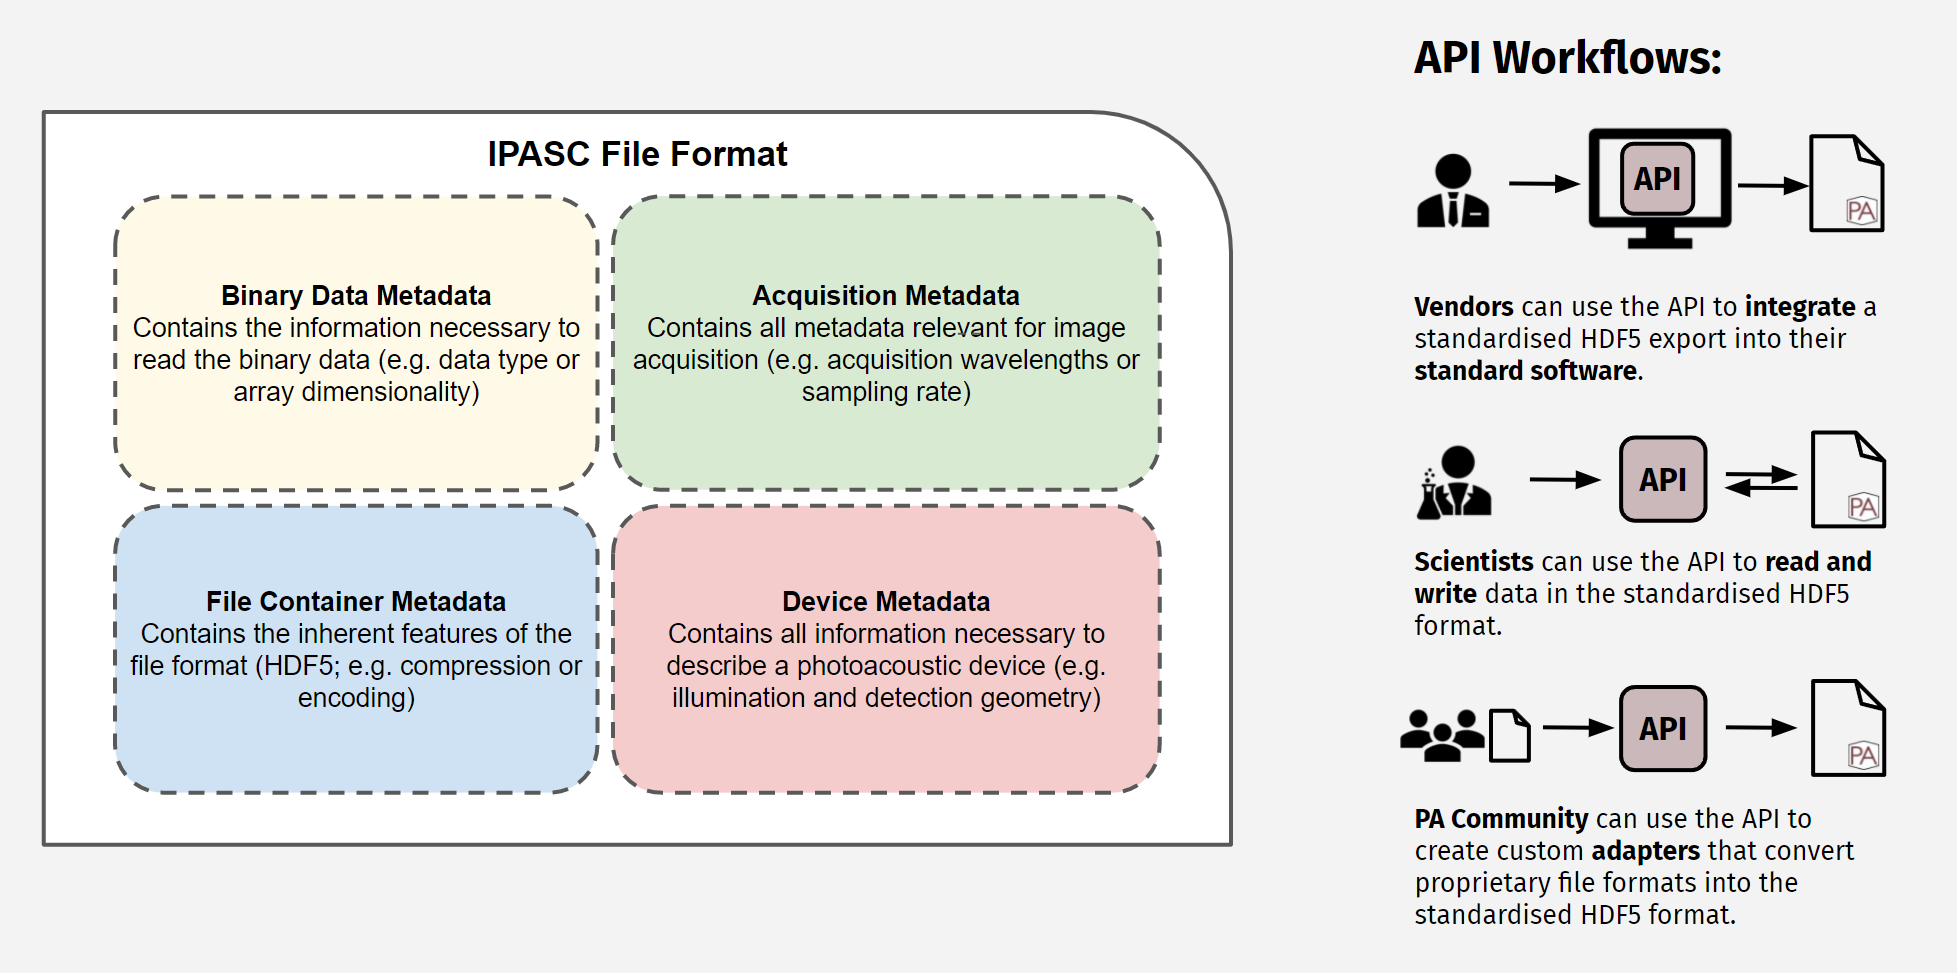 IPASC File Format
Binary Data Metadata
Contains the information necessary to
read the binary data (e.g. data type or
array dimensionality)
Acquisition Metadata
Contains all metadata relevant for image
acquisition (e.g. acquisition wavelengths or
sampling rate)
File Container Metadata
Contains the inherent features of the
file format (HDF5; e.g. compression or
encoding)
Device Metadata
Contains all information necessary to
describe a photoacoustic device (e.g.
illumination and detection geometry)
API Workflows:
API
PA
Vendors can use the API to integrate a
standardised HDF5 export into their
standard software.
API
PA
Scientists can use the API to read and
write data in the standardised HDF5
format.
API
PA
PA Community can use the API to
create custom adapters that convert
proprietary file formats into the
standardised HDF5 format.